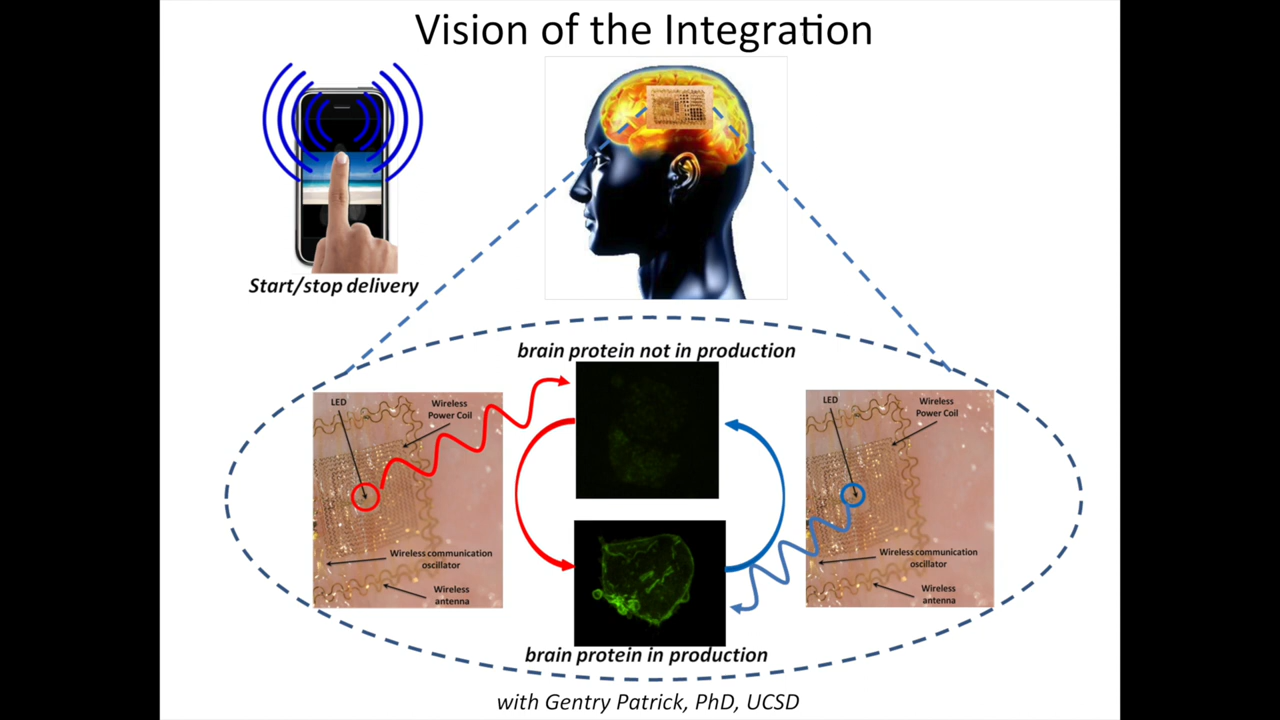 Vision of the Integration
Start/stop delivery
brain protein not in production
LED
Wireless
Power Coil
Wireless communication
oscillator
Wireless
antenna
LED
Wireless
Power Coil
Wireless communication
oscillator
Wireless
antenna
brain protein in production
with Gentry Patrick, PhD, UCSD